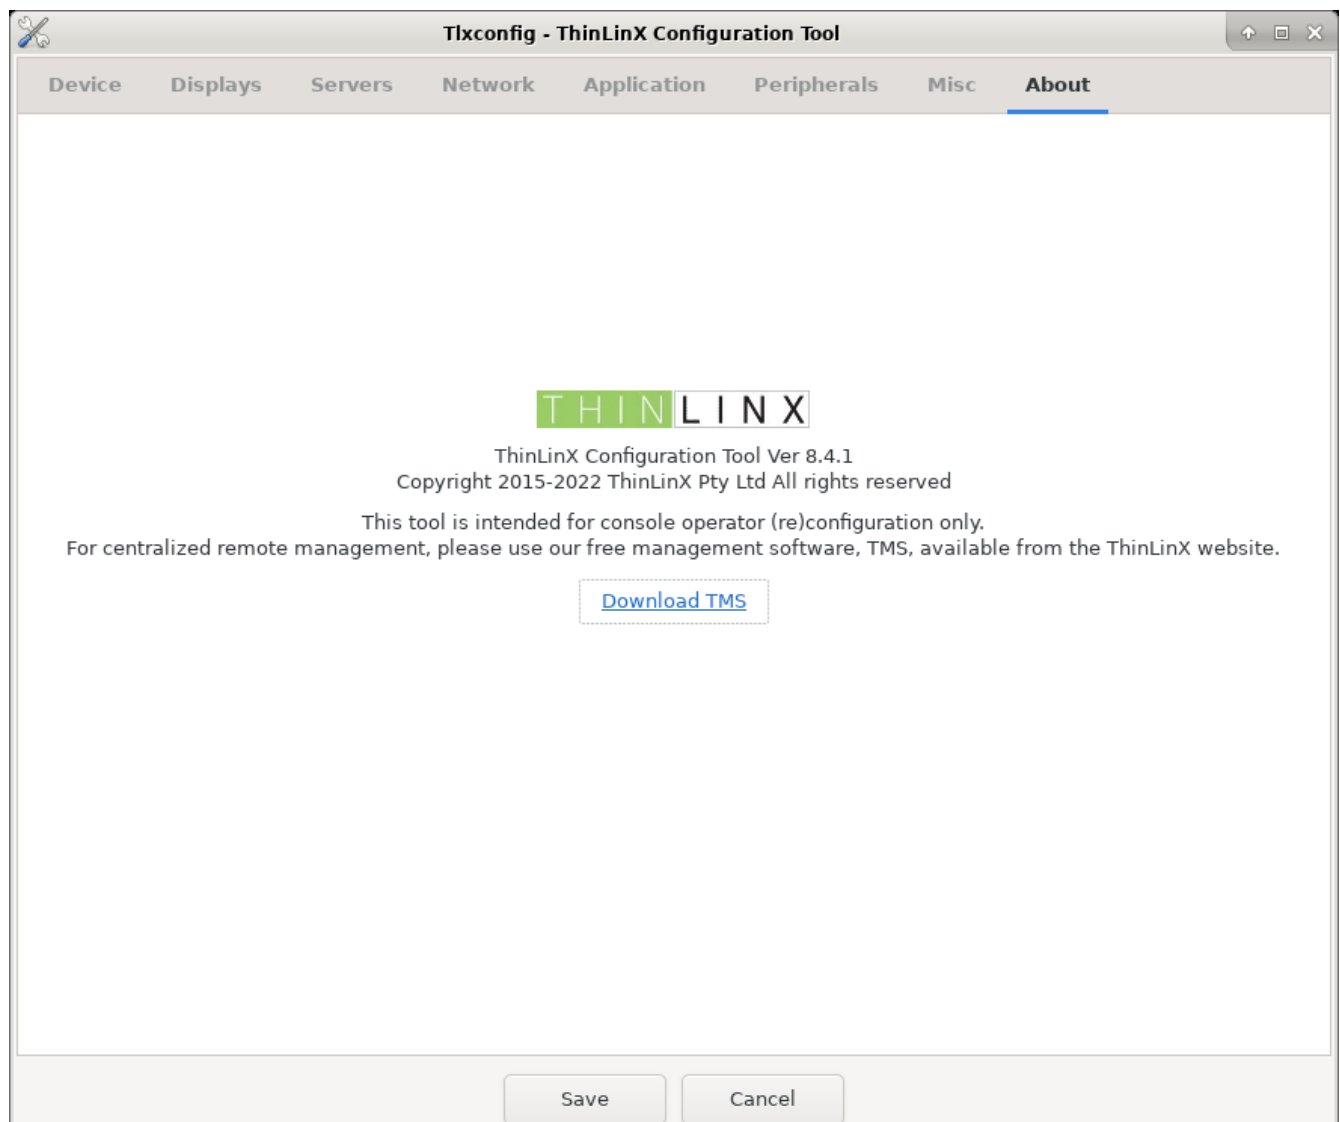 Tlxconfig - ThinLinX Configuration Tool
Device Displays Servers Network Application Peripherals Misc About
THINLINX
ThinLinX Configuration Tool Ver 8.4.1
Copyright 2015-2022 ThinLinX Pty Ltd All rights reserved
This tool is intended for console operator (re)configuration only.
For centralized remote management, please use our free management software, TMS, available from the ThinLinX website.
Download TMS
Save Cancel